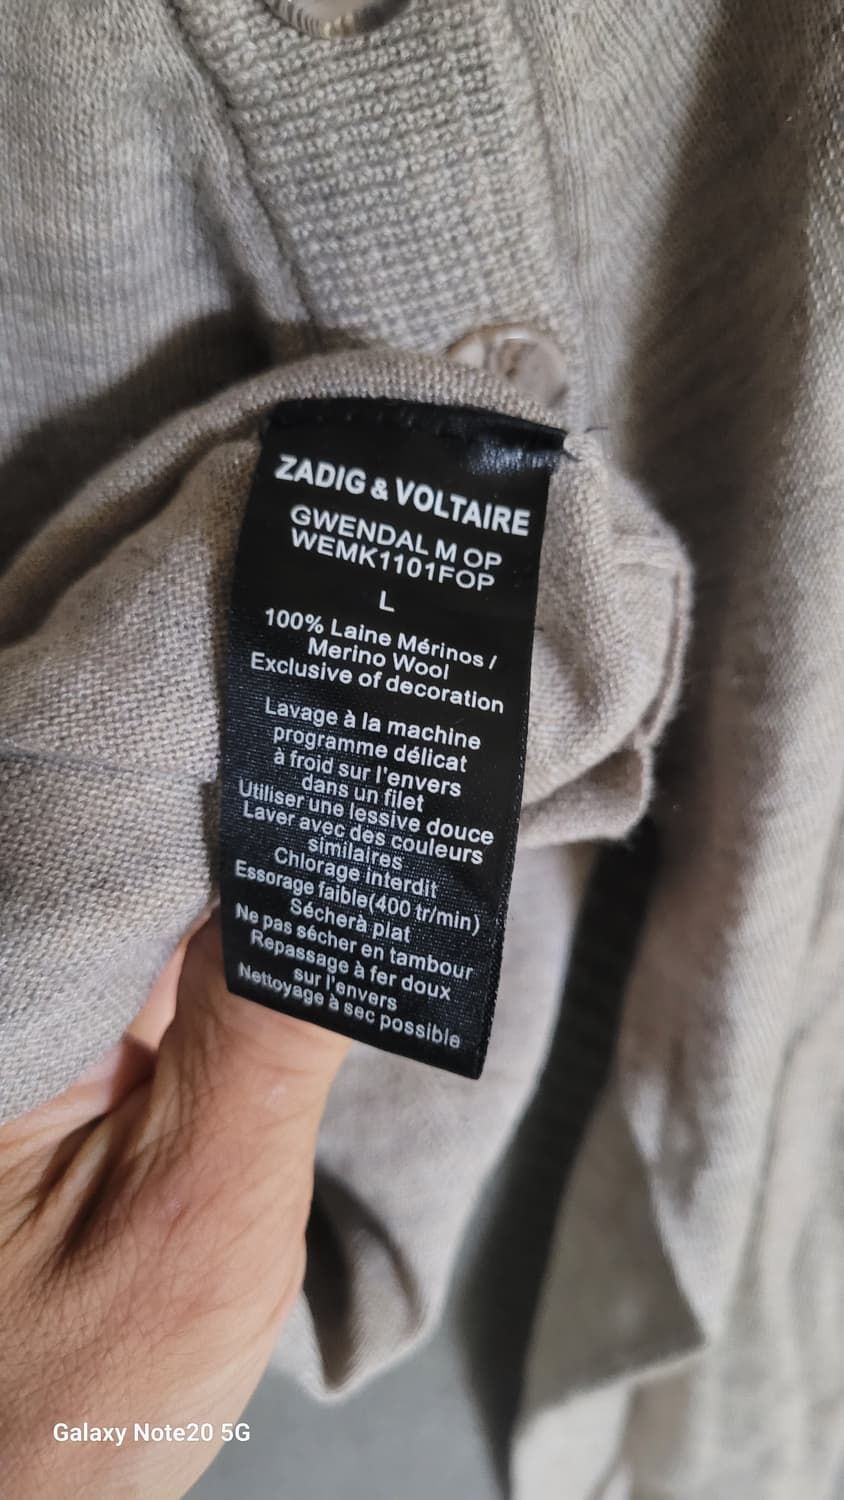 ZADIG & VOLTAIRE
GWENDAL M OP
WEMK1101FOP
L
100% Laine Mérinos /
Merino Wool
Exclusive of decoration
Lavage à la machine
programme délicat
à froid sur l'envers
dans un filet
Utiliser une lessive douce
Laver avec des couleurs
similaires
Chlorage interdit
Essorage faible(400 tr/min)
Sécherà plat
Ne pas sécher en tambour
Repassage à fer doux
sur l'envers
Nettoyage à sec possible
Galaxy Note20 5G